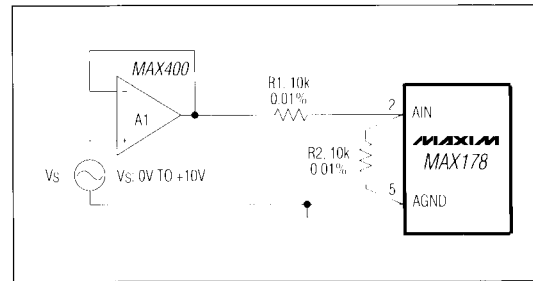 MAX400
A1
R1, 10k
0.01%
2
AIN
MAXIM
MAX178
R2, 10k
0.01%
5
AGND
Vs
Vs: 0V TO +10V